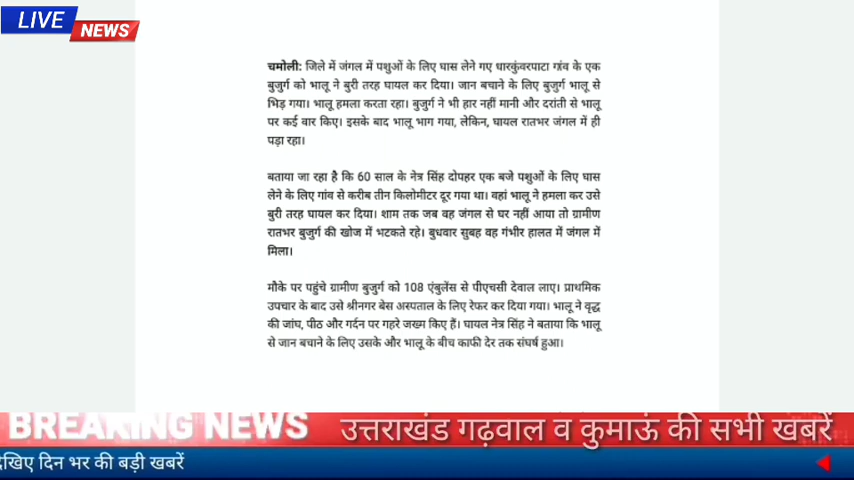 LIVE
NEWS
चमोली: जिले में जंगल में पशुओं के लिए घास लेने गए धारकुंवरपाटा गांव के एक
बुजुर्ग को भालू ने बुरी तरह घायल कर दिया। जान बचाने के लिए बुजुर्ग भालू से
भिड़ गया। भालू हमला करता रहा। बुजुर्ग ने भी हार नहीं मानी और दरांती से भालू
पर कई वार किए। इसके बाद भालू भाग गया, लेकिन, घायल रातभर जंगल में ही
पड़ा रहा।
बताया जा रहा है कि 60 साल के नेत्र सिंह दोपहर एक बजे पशुओं के लिए घास
लेने के लिए गांव से करीब तीन किलोमीटर दूर गया था। वहां भालू ने हमला कर उसे
बुरी तरह घायल कर दिया। शाम तक जब वह जंगल से घर नहीं आया तो ग्रामीण
रातभर बुजुर्ग की खोज में भटकते रहे। बुधवार सुबह वह गंभीर हालत में जंगल में
मिला।
मौके पर पहुंचे ग्रामीण बुजुर्ग को 108 एंबुलेंस से पीएचसी देवाल लाए। प्राथमिक
उपचार के बाद उसे श्रीनगर बेस अस्पताल के लिए रेफर कर दिया गया। भालू ने वृद्ध
की जांघ, पीठ और गर्दन पर गहरे जख्म किए हैं। घायल नेत्र सिंह ने बताया कि भालू
से जान बचाने के लिए उसके और भालू के बीच काफी देर तक संघर्ष हुआ।
BREAKING NEWS
उत्तराखंड गढ़वाल व कुमाऊं की सभी खबरें
देखिए दिन भर की बड़ी खबरें